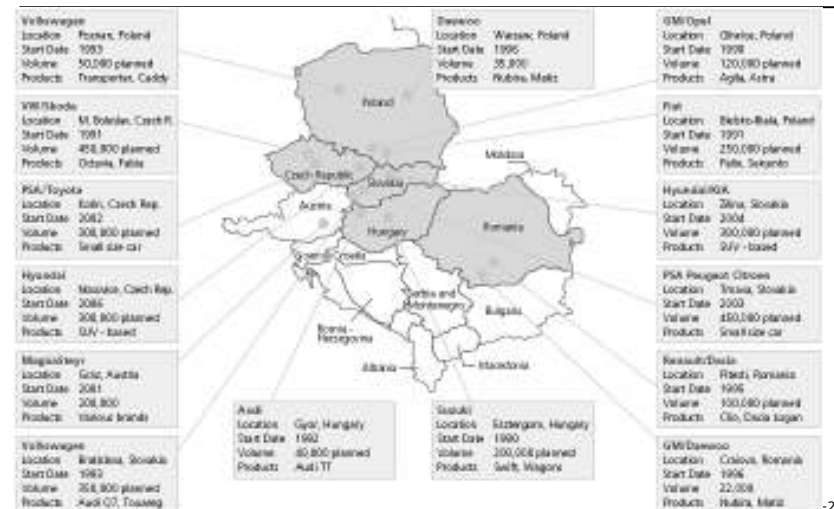 Volkswagen
Location Poznan, Poland
Start Date 1993
Volume 50,000 planned
Products Transporter, Caddy
VW/Skoda
Location M. Boleslav, Czech R.
Start Date 1991
Volume 450,000 planned
Products Octavia, Fabia
PSA/Toyota
Location Kolin, Czech Rep.
Start Date 2002
Volume 300,000 planned
Products Small size car
Hyundai
Location Nosovice, Czech Rep.
Start Date 2006
Volume 300,000 planned
Products SUV - based
MagnaSteyr
Location Graz, Austria
Start Date 2001
Volume 200,000
Products Various brands
Volkswagen
Location Bratislava, Slovakia
Start Date 1993
Volume 350,000 planned
Products Audi Q7, Touareg
Daewoo
Location Warsaw, Poland
Start Date 1996
Volume 35,000
Products Nubira, Matiz
Poland
Czech Republic
Slovakia
Austria
Hungary
Romania
Moldova
Croatia
Serbia and
Montenegro
Bulgaria
Bosnia -
Herzegovina
Albania
Macedonia
Audi
Location Gyor, Hungary
Start Date 1992
Volume 40,000 planned
Products Audi TT
Suzuki
Location Esztergom, Hungary
Start Date 1990
Volume 200,000 planned
Products Swift, Wagons
GM/Opel
Location Gliwice, Poland
Start Date 1998
Volume 120,000 planned
Products Agila, Astra
Fiat
Location Bielsko-Biala, Poland
Start Date 1991
Volume 250,000 planned
Products
Hyundai/KIA
Location Zilina, Slovakia
Start Date 2004
Volume 300,000 planned
Products SUV - based
PSA Peugeot Citroen
Location Trnava, Slovakia
Start Date 2003
Volume 450,000 planned
Products Small size car
Renault/Dacia
Location Pitesti, Romania
Start Date 1995
Volume 100,000 planned
Products Clio, Dacia Logan
GM/Daewoo
Location Craiova, Romania
Start Date 1996
Volume 22,000
Products Nubira, Matiz
-2